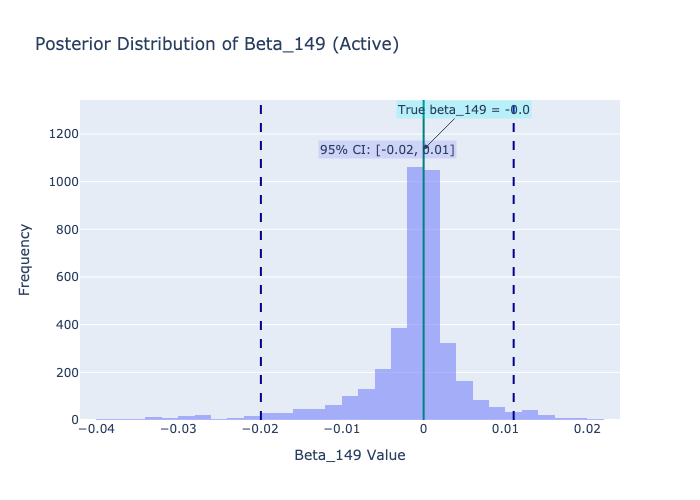 Posterior Distribution of Beta_149 (Active)
True beta_149 = -0.0
95% CI: [-0.02, 0.01]
1200
1000
800
600
400
200
0
Frequency
−0.04 −0.03 −0.02 −0.01 0 0.01 0.02
Beta_149 Value